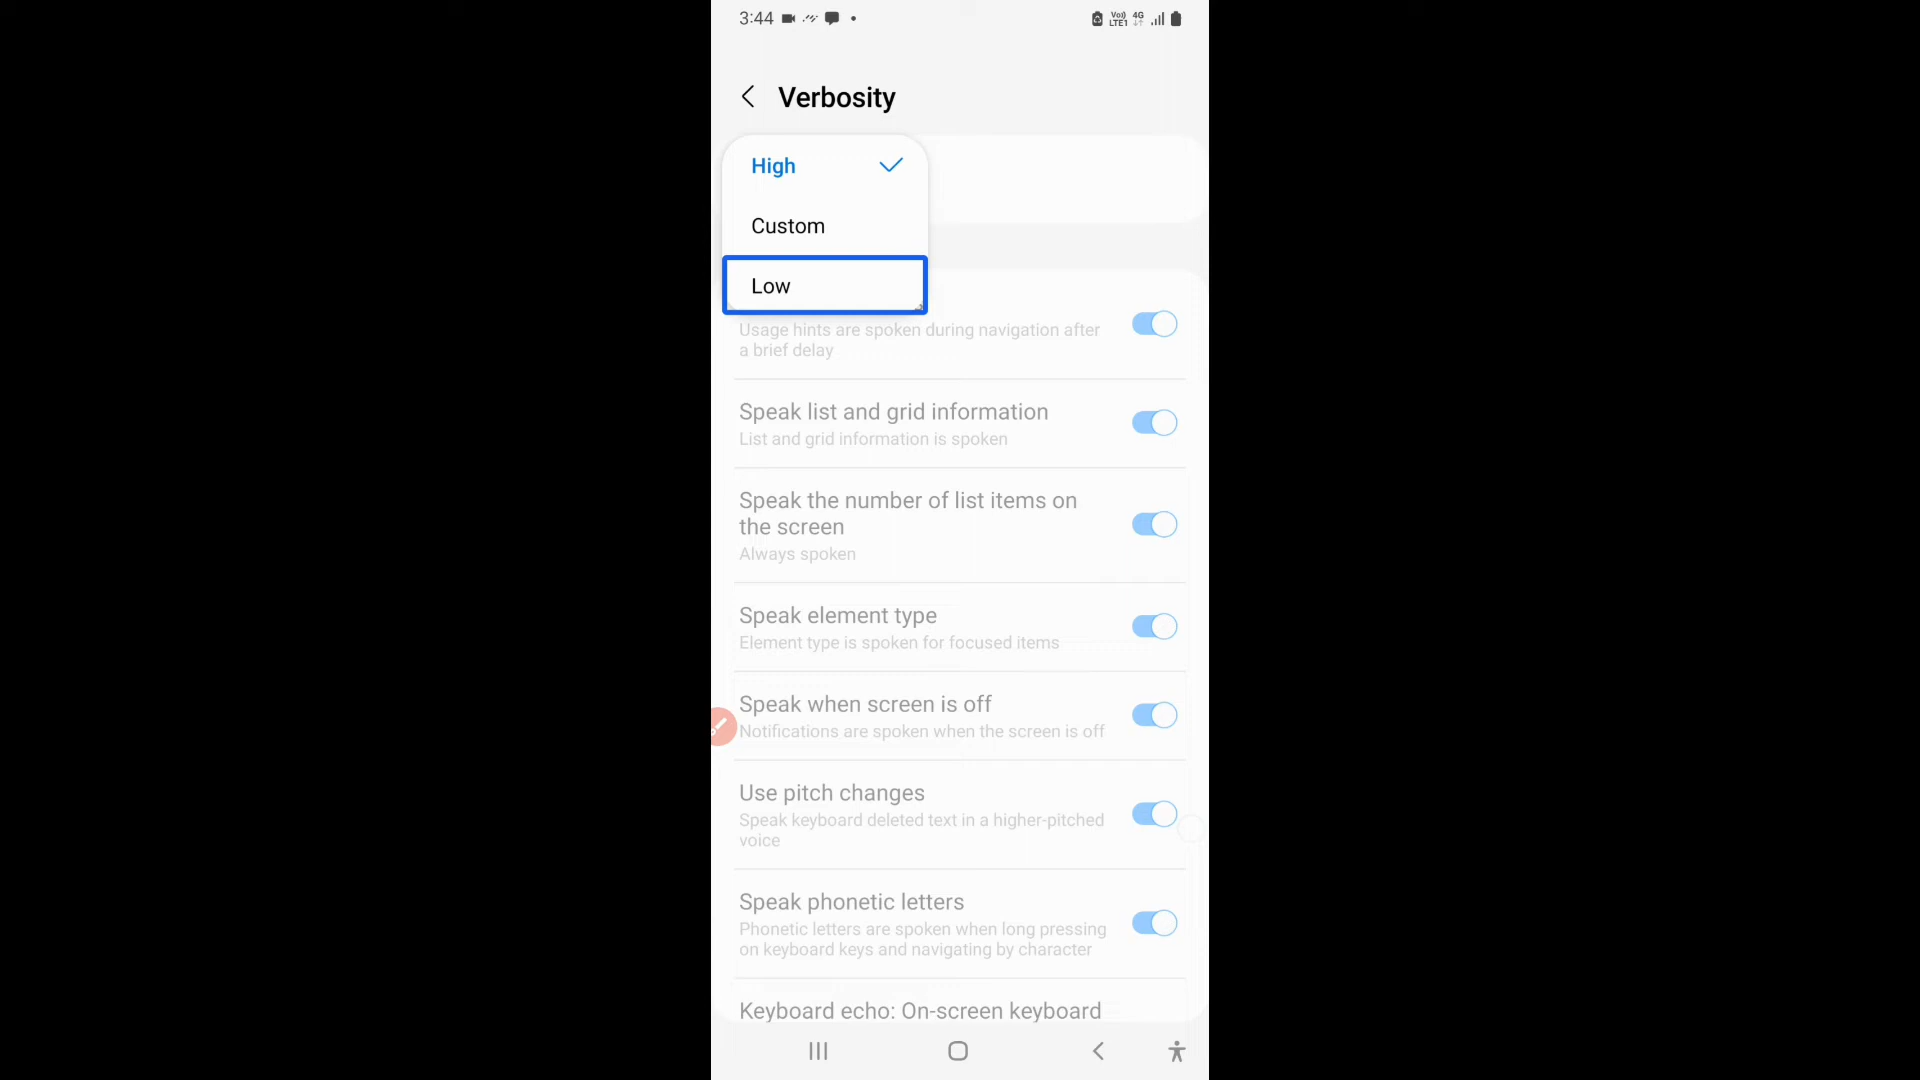 3:44
Vo)) 4G
LTE1
Verbosity
High
Custom
Low
Usage hints are spoken during navigation after
a brief delay
Speak list and grid information
List and grid information is spoken
Speak the number of list items on
the screen
Always spoken
Speak element type
Element type is spoken for focused items
Speak when screen is off
Notifications are spoken when the screen is off
Use pitch changes
Speak keyboard deleted text in a higher-pitched
voice
Speak phonetic letters
Phonetic letters are spoken when long pressing
on keyboard keys and navigating by character
Keyboard echo: On-screen keyboard